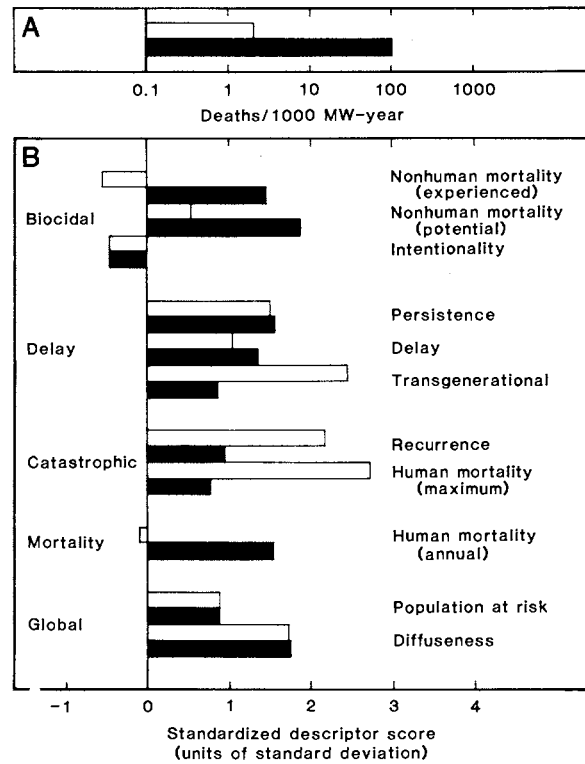 A
0.1 1 10 100 1000
Deaths/1000 MW-year
B
Nonhuman mortality
(experienced)
Biocidal
Nonhuman mortality
(potential)
Intentionality
Persistence
Delay
Delay
Transgenerational
Recurrence
Catastrophic
Human mortality
(maximum)
Mortality
Human mortality
(annual)
Population at risk
Global
Diffuseness
-1 0 1 2 3 4
Standardized descriptor score
(units of standard deviation)